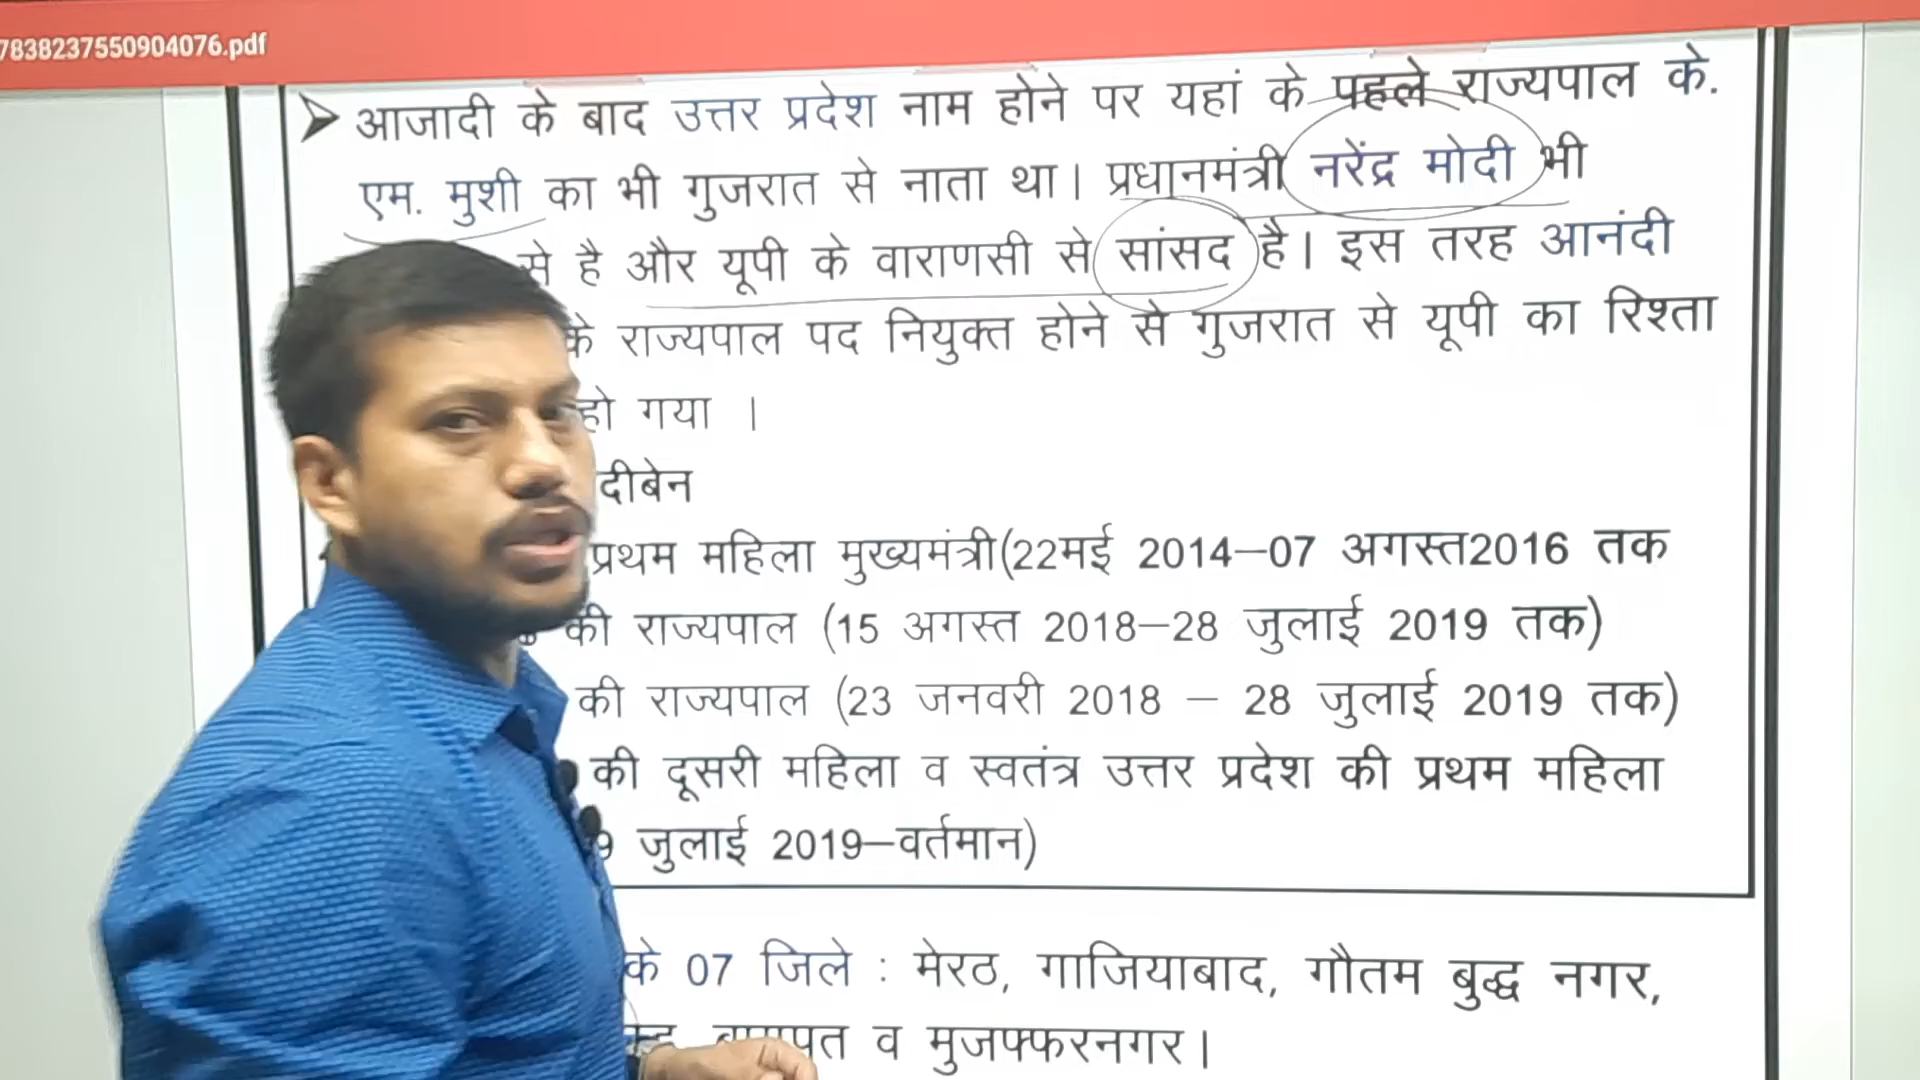 7838237550904076.pdf
आजादी के बाद उत्तर प्रदेश नाम होने पर यहां के पहले राज्यपाल के.
एम. मुशी का भी गुजरात से नाता था। प्रधानमंत्री नरेंद्र मोदी भी
से है और यूपी के वाराणसी से सांसद है। इस तरह आनंदी
के राज्यपाल पद नियुक्त होने से गुजरात से यूपी का रिश्ता
हो गया ।
दीबेन
प्रथम महिला मुख्यमंत्री(22मई 2014–07 अगस्त2016 तक
की राज्यपाल (15 अगस्त 2018–28 जुलाई 2019 तक)
की राज्यपाल (23 जनवरी 2018 – 28 जुलाई 2019 तक)
की दूसरी महिला व स्वतंत्र उत्तर प्रदेश की प्रथम महिला
9 जुलाई 2019–वर्तमान)
के 07 जिले : मेरठ, गाजियाबाद, गौतम बुद्ध नगर,
व मुजफ्फरनगर।